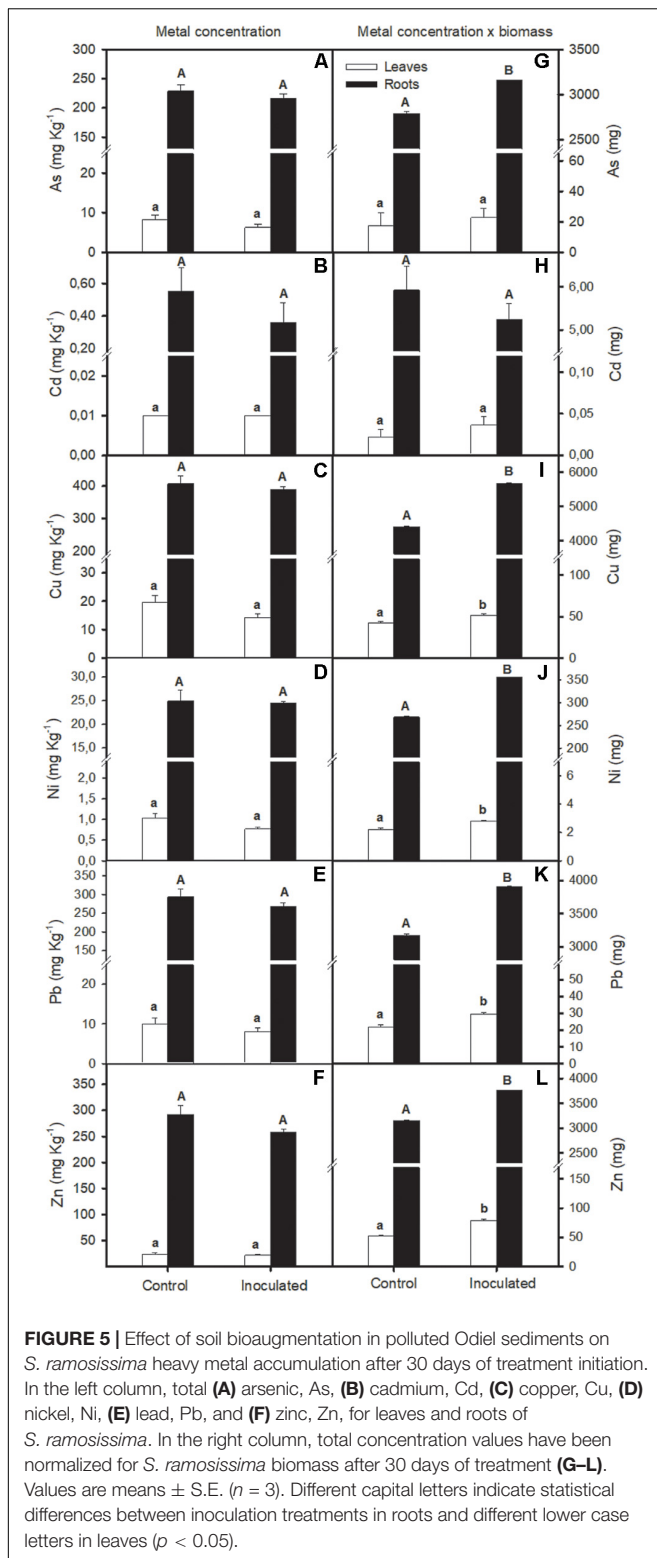 Metal concentration
Metal concentration x biomass
A
As (mg Kg-1)
300
250
200
150
20
10
0
A
A
a
a
G
Leaves
Roots
3500
3000
2500
60
40
20
0
As (mg)
A
B
a
a
B
Cd (mg Kg-1)
0,60
0,40
0,20
0,02
0,01
0,00
A
A
a
a
H
6,00
5,00
0,10
0,05
0,00
Cd (mg)
A
A
a
a
C
Cu (mg Kg-1)
400
300
200
30
20
10
0
A
A
a
a
I
6000
5000
4000
100
50
0
Cu (mg)
A
B
a
b
D
Ni (mg Kg-1)
30,0
25,0
20,0
15,0
2,0
1,5
1,0
0,5
0,0
A
A
a
a
J
350
300
250
200
6
4
2
0
Ni (mg)
A
B
a
b
E
Pb (mg Kg-1)
350
300
250
200
150
20
10
0
A
A
a
a
K
4000
3500
3000
50
40
30
20
10
0
Pb (mg)
A
B
a
b
F
Zn (mg Kg-1)
350
300
250
200
150
50
A
A
a
a
L
4000
3500
3000
2500
150
100
50
0
Zn (mg)
A
B
a
b
Control
Inoculated
Control
Inoculated
FIGURE 5 | Effect of soil bioaugmentation in polluted Odiel sediments on
S. ramosissima heavy metal accumulation after 30 days of treatment initiation.
In the left column, total (A) arsenic, As, (B) cadmium, Cd, (C) copper, Cu, (D)
nickel, Ni, (E) lead, Pb, and (F) zinc, Zn, for leaves and roots of
S. ramosissima. In the right column, total concentration values have been
normalized for S. ramosissima biomass after 30 days of treatment (G–L).
Values are means ± S.E. (n = 3). Different capital letters indicate statistical
differences between inoculation treatments in roots and different lower case
letters in leaves (p < 0.05).